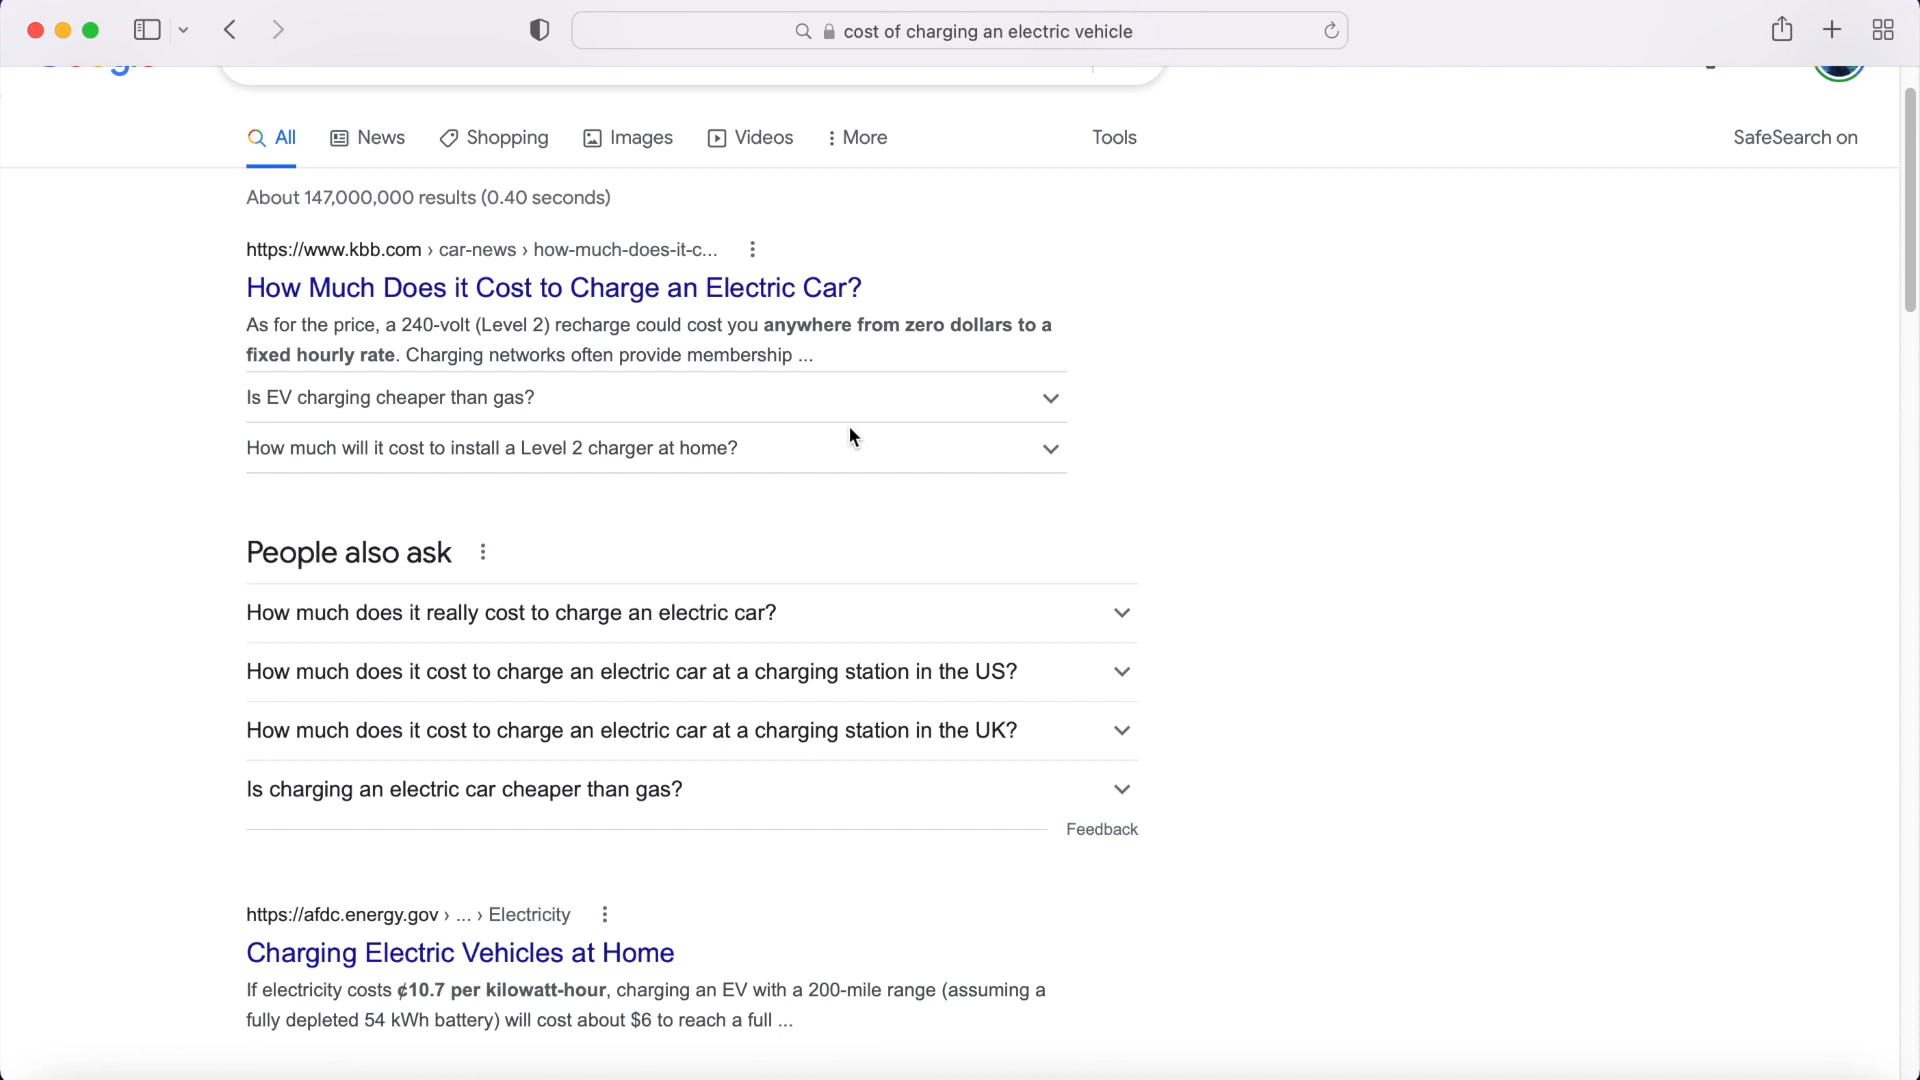 cost of charging an electric vehicle
All News Shopping Images Videos More Tools SafeSearch on
About 147,000,000 results (0.40 seconds)
https://www.kbb.com › car-news › how-much-does-it-c...
How Much Does it Cost to Charge an Electric Car?
As for the price, a 240-volt (Level 2) recharge could cost you anywhere from zero dollars to a
fixed hourly rate. Charging networks often provide membership ...
Is EV charging cheaper than gas?
How much will it cost to install a Level 2 charger at home?
People also ask
How much does it really cost to charge an electric car?
How much does it cost to charge an electric car at a charging station in the US?
How much does it cost to charge an electric car at a charging station in the UK?
Is charging an electric car cheaper than gas?
Feedback
https://afdc.energy.gov › ... › Electricity
Charging Electric Vehicles at Home
If electricity costs ¢10.7 per kilowatt-hour, charging an EV with a 200-mile range (assuming a
fully depleted 54 kWh battery) will cost about $6 to reach a full ...